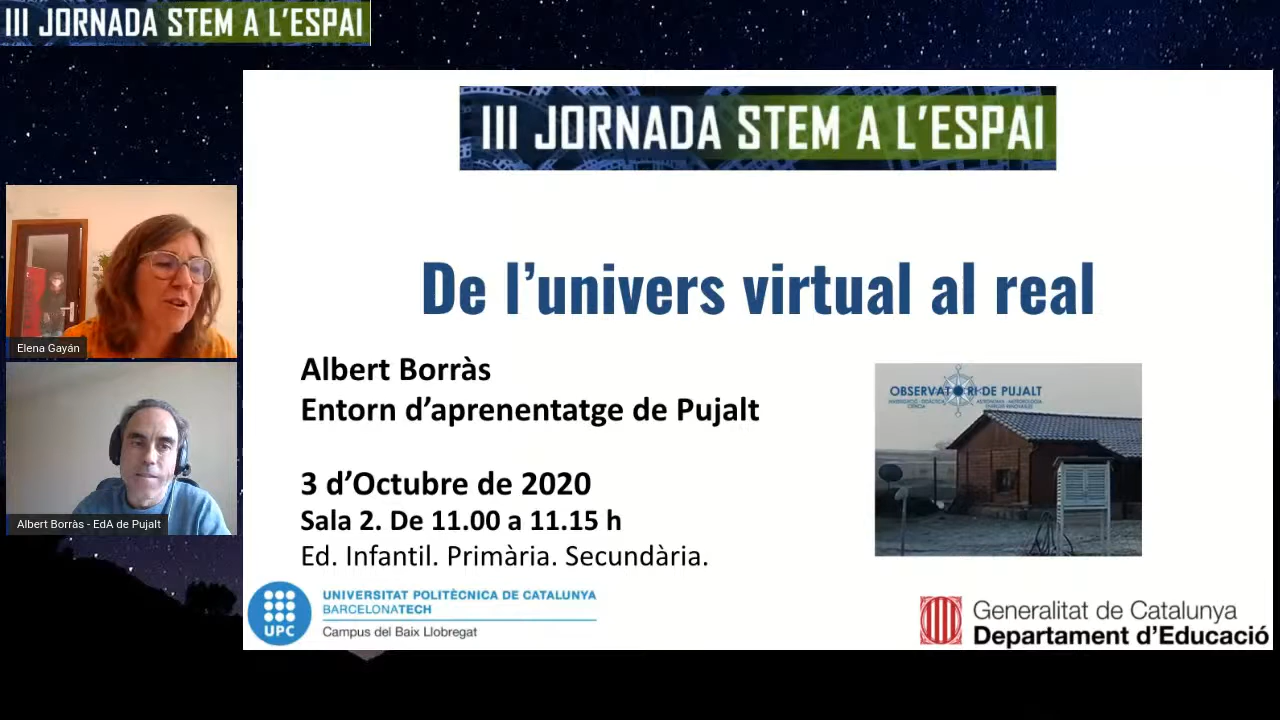 III JORNADA STEM A L'ESPAI
III JORNADA STEM A L'ESPAI
De l'univers virtual al real
Elena Gayán
Albert Borràs - EdA de Pujalt
Albert Borràs
Entorn d'aprenentatge de Pujalt
3 d'Octubre de 2020
Sala 2. De 11.00 a 11.15 h
Ed. Infantil. Primària. Secundària.
OBSERVATORI DE PUJALT
UPC
UNIVERSITAT POLITÈCNICA DE CATALUNYA
BARCELONATECH
Campus del Baix Llobregat
Generalitat de Catalunya
Departament d'Educació